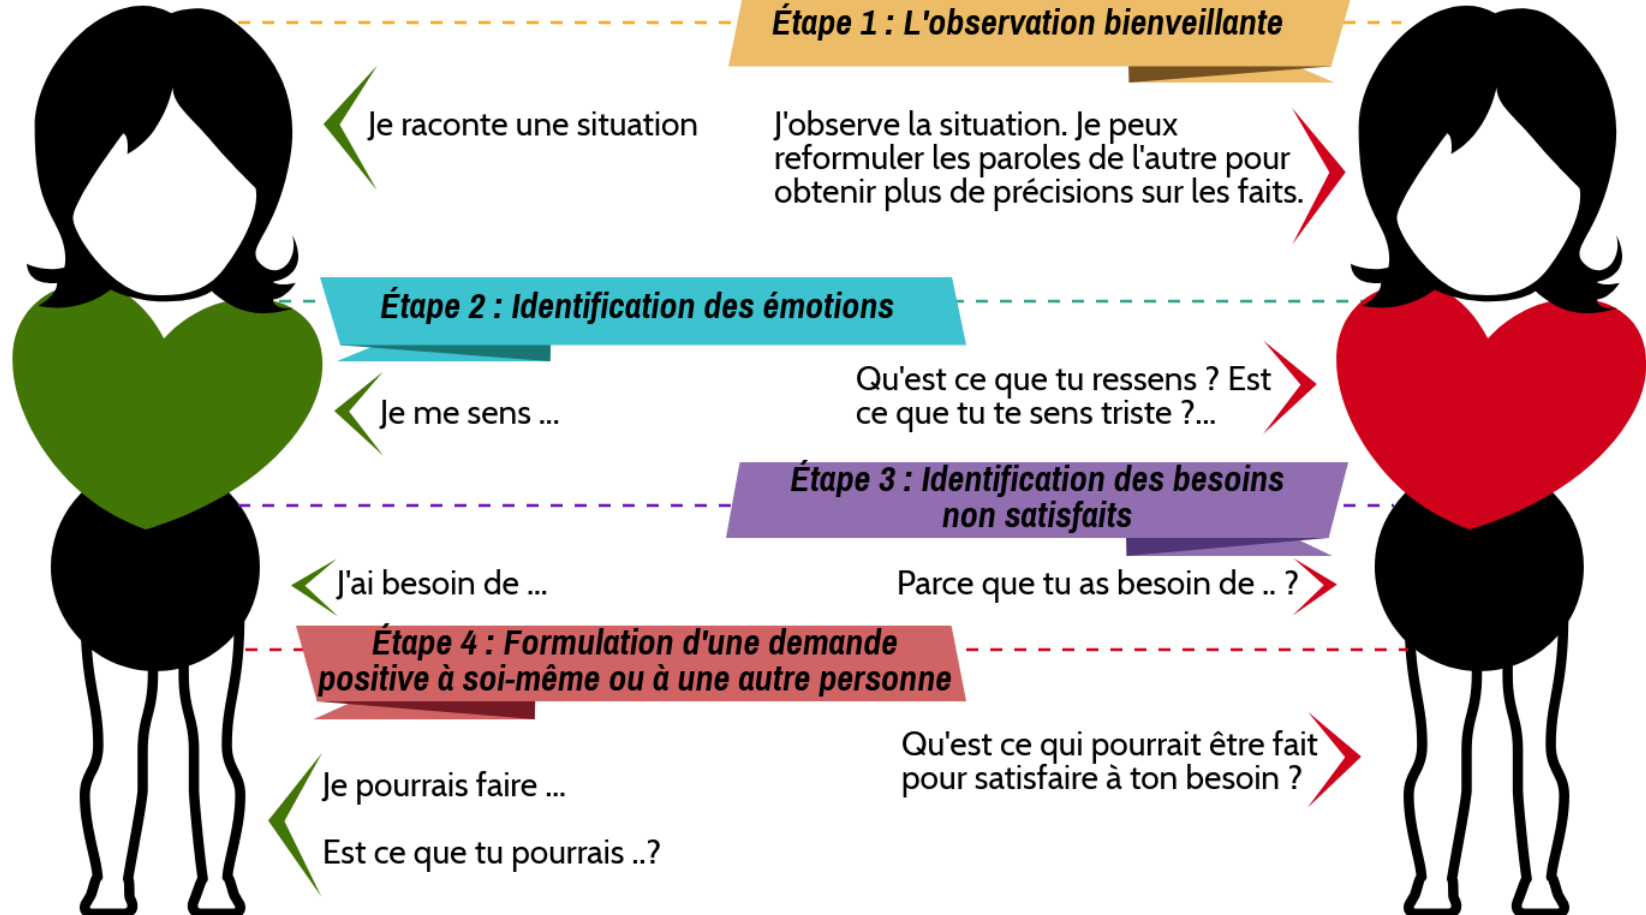 Étape 1 : L'observation bienveillante
Je raconte une situation
J'observe la situation. Je peux
reformuler les paroles de l'autre pour
obtenir plus de précisions sur les faits.
Étape 2 : Identification des émotions
Je me sens ...
Qu'est ce que tu ressens ? Est
ce que tu te sens triste ?...
Étape 3 : Identification des besoins
non satisfaits
J'ai besoin de ...
Parce que tu as besoin de .. ?
Étape 4 : Formulation d'une demande
positive à soi-même ou à une autre personne
Je pourrais faire ...
Est ce que tu pourrais ..?
Qu'est ce qui pourrait être fait
pour satisfaire à ton besoin ?